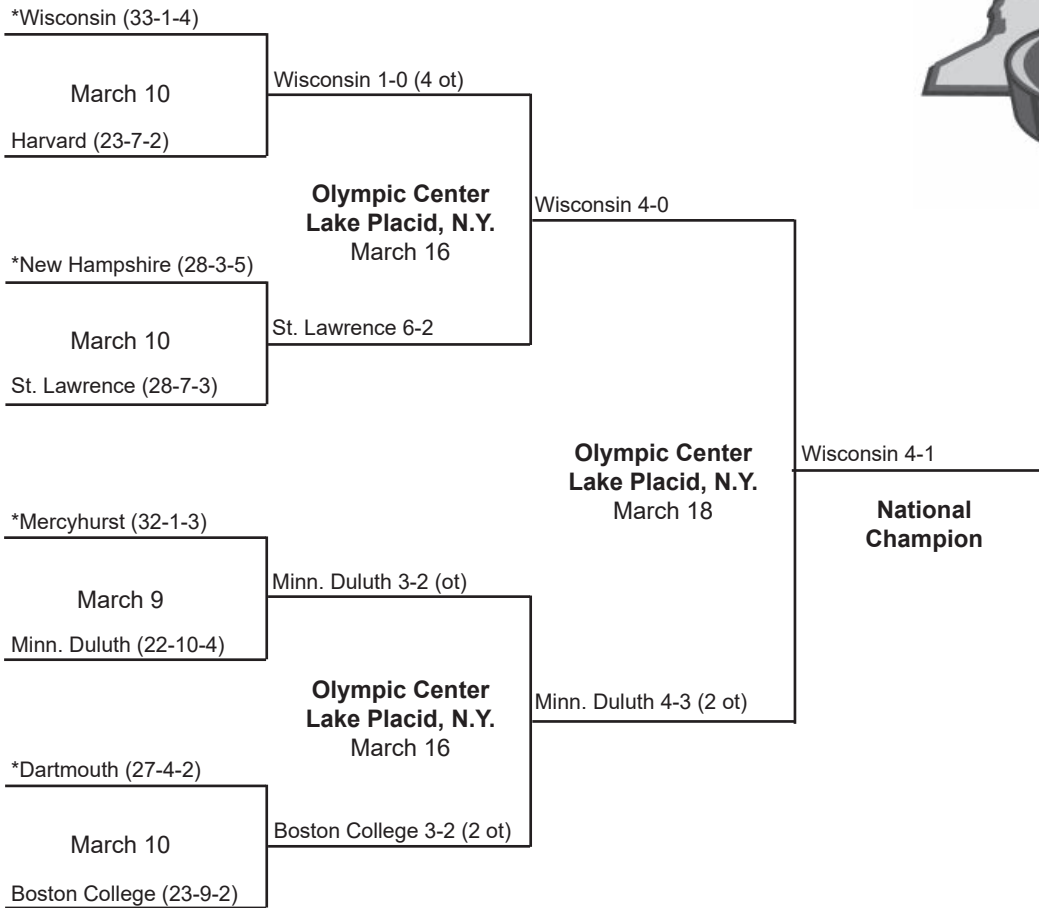 *Wisconsin (33-1-4)
March 10
Harvard (23-7-2)
Wisconsin 1-0 (4 ot)
Olympic Center
Lake Placid, N.Y.
March 16
*New Hampshire (28-3-5)
March 10
St. Lawrence (28-7-3)
St. Lawrence 6-2
Wisconsin 4-0
Olympic Center
Lake Placid, N.Y.
March 18
Wisconsin 4-1
National
Champion
*Mercyhurst (32-1-3)
March 9
Minn. Duluth (22-10-4)
Minn. Duluth 3-2 (ot)
Olympic Center
Lake Placid, N.Y.
March 16
Minn. Duluth 4-3 (2 ot)
*Dartmouth (27-4-2)
March 10
Boston College (23-9-2)
Boston College 3-2 (2 ot)